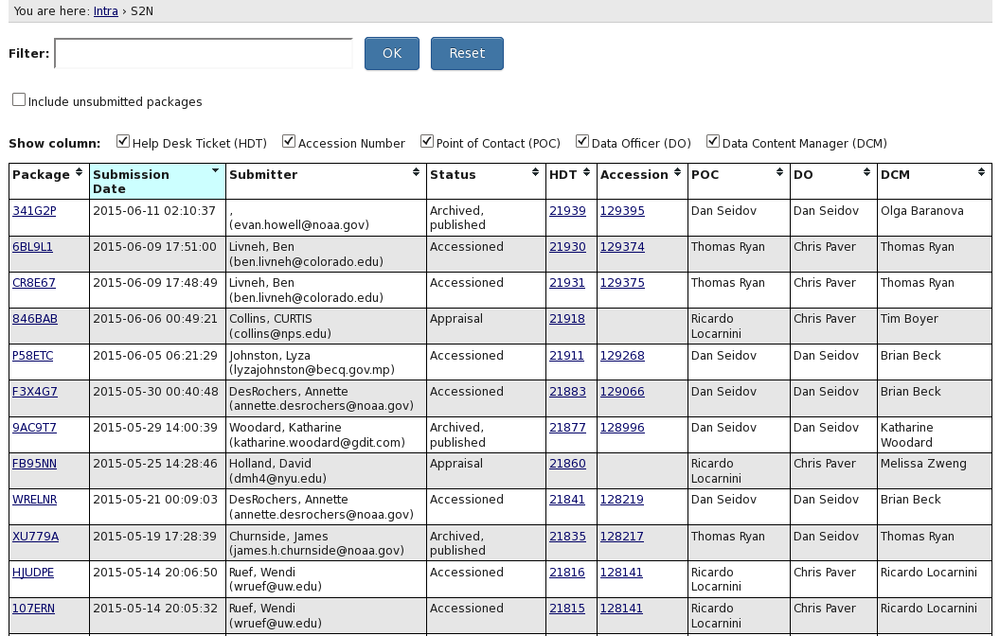 You are here: Intra › S2N
Filter: OK Reset
Include unsubmitted packages
Show column: Help Desk Ticket (HDT) Accession Number Point of Contact (POC) Data Officer (DO) Data Content Manager (DCM)
Package Submission Submitter Status HDT Accession POC DO DCM
Date
341G2P 2015-06-11 02:10:37 , Archived, 21939 129395 Dan Seidov Dan Seidov Olga Baranova
(evan.howell@noaa.gov) published
6BL9L1 2015-06-09 17:51:00 Livneh, Ben Accessioned 21930 129374 Thomas Ryan Chris Paver Thomas Ryan
(ben.livneh@colorado.edu)
CR8E67 2015-06-09 17:48:49 Livneh, Ben Accessioned 21931 129375 Thomas Ryan Chris Paver Thomas Ryan
(ben.livneh@colorado.edu)
846BAB 2015-06-06 00:49:21 Collins, CURTIS Appraisal 21918 Ricardo Chris Paver Tim Boyer
(collins@nps.edu) Locarnini
P58ETC 2015-06-05 06:21:29 Johnston, Lyza Accessioned 21911 129268 Dan Seidov Dan Seidov Brian Beck
(lyzajohnston@becq.gov.mp)
F3X4G7 2015-05-30 00:40:48 DesRochers, Annette Accessioned 21883 129066 Dan Seidov Dan Seidov Brian Beck
(annette.desrochers@noaa.gov)
9AC9T7 2015-05-29 14:00:39 Woodard, Katharine Archived, 21877 128996 Dan Seidov Dan Seidov Katharine
(katharine.woodard@gdit.com) published Woodard
FB95NN 2015-05-25 14:28:46 Holland, David Appraisal 21860 Ricardo Chris Paver Melissa Zweng
(dmh4@nyu.edu) Locarnini
WRELNR 2015-05-21 00:09:03 DesRochers, Annette Accessioned 21841 128219 Dan Seidov Dan Seidov Brian Beck
(annette.desrochers@noaa.gov)
XU779A 2015-05-19 17:28:39 Churnside, James Archived, 21835 128217 Thomas Ryan Dan Seidov Thomas Ryan
(james.h.churnside@noaa.gov) published
HJUDPE 2015-05-14 20:06:50 Ruef, Wendi Accessioned 21816 128141 Ricardo Chris Paver Ricardo Locarnini
(wruef@uw.edu) Locarnini
107ERN 2015-05-14 20:05:32 Ruef, Wendi Accessioned 21815 128141 Ricardo Chris Paver Ricardo Locarnini
(wruef@uw.edu) Locarnini